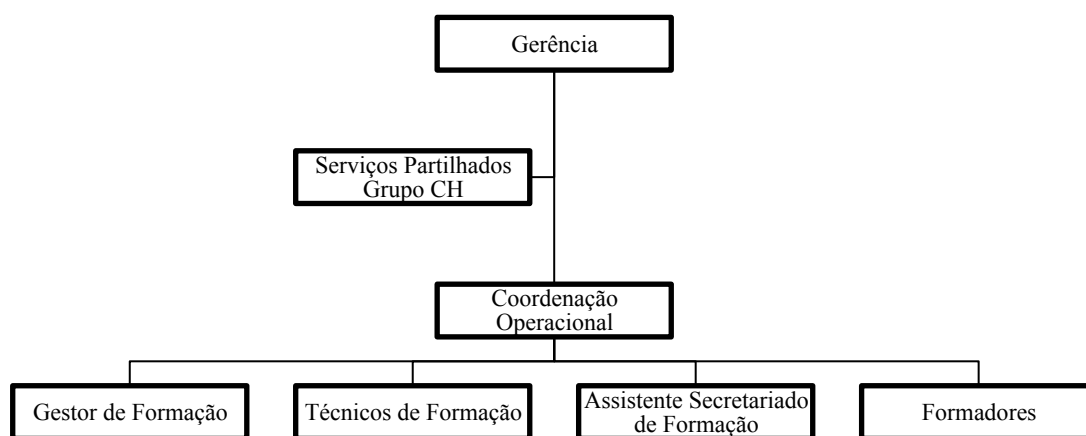 Gerência
Serviços Partilhados
Grupo CH
Coordenação
Operacional
Gestor de Formação
Técnicos de Formação
Assistente Secretariado
de Formação
Formadores